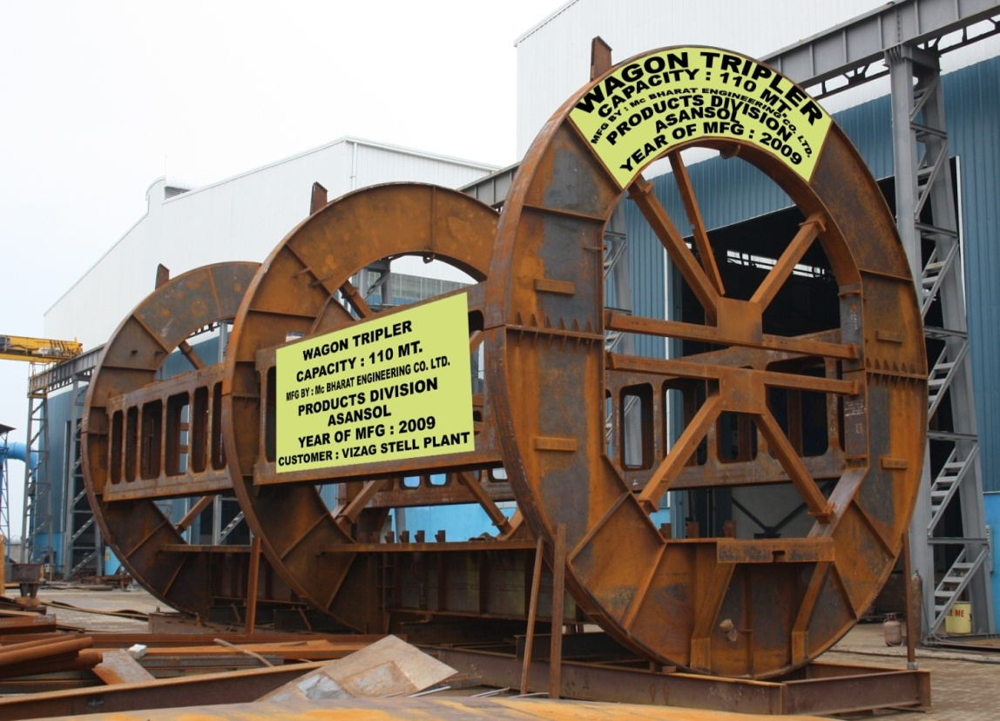 WAGON TRIPLER
CAPACITY : 110 MT.
MFG BY : Mc BHARAT ENGINEERING CO. LTD.
PRODUCTS DIVISION
ASANSOL
YEAR OF MFG : 2009
WAGON TRIPLER
CAPACITY : 110 MT.
MFG BY : Mc BHARAT ENGINEERING CO. LTD.
PRODUCTS DIVISION
ASANSOL
YEAR OF MFG : 2009
CUSTOMER : VIZAG STELL PLANT
E ME